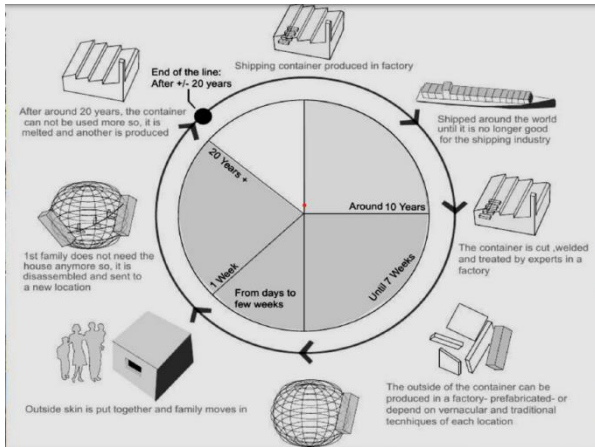 Shipping container produced in factory
End of the line:
After +/- 20 years
After around 20 years, the container
can not be used more so, it is
melted and another is produced
Shipped around the world
until it is no longer good
for the shipping industry
20 Years +
Around 10 Years
The container is cut ,welded
and treated by experts in a
factory
1st family does not need the
house anymore so, it is
disassembled and sent to
a new location
1 Week
From days to
few weeks
Until 7 Weeks
Outside skin is put together and family moves in
The outside of the container can be
produced in a factory- prefabricated- or
depend on vernacular and traditional
tecnhiques of each location